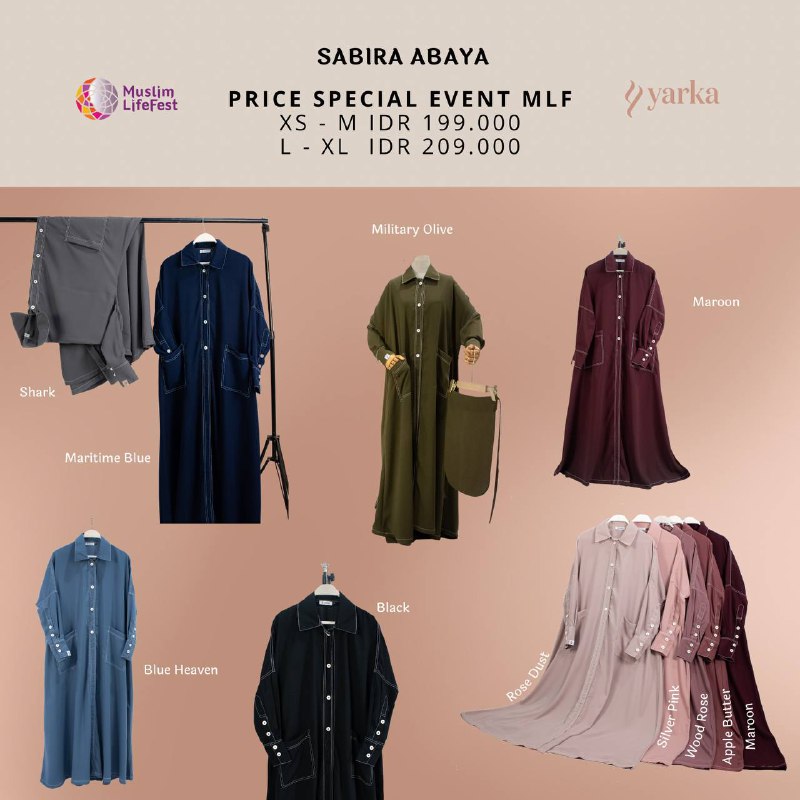 SABIRA ABAYA
Muslim
LifeFest
PRICE SPECIAL EVENT MLF
XS - M IDR 199.000
L - XL IDR 209.000
yarka
Military Olive
Maroon
Shark
Maritime Blue
Black
Blue Heaven
Rose Dust
Silver Pink
Wood Rose
Apple Butter
Maroon